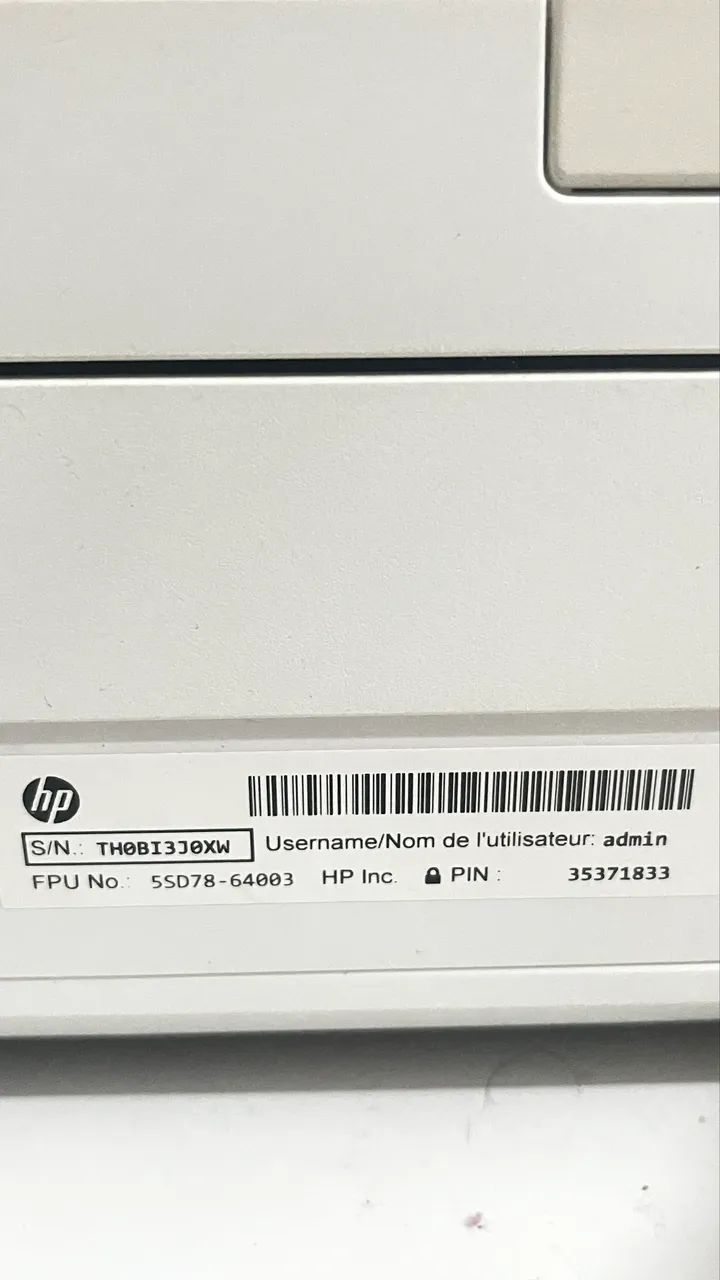 hp
S/N.: TH0BI3J0XW Username/Nom de l'utilisateur: admin
FPU No.: 5SD78-64003 HP Inc. PIN : 35371833